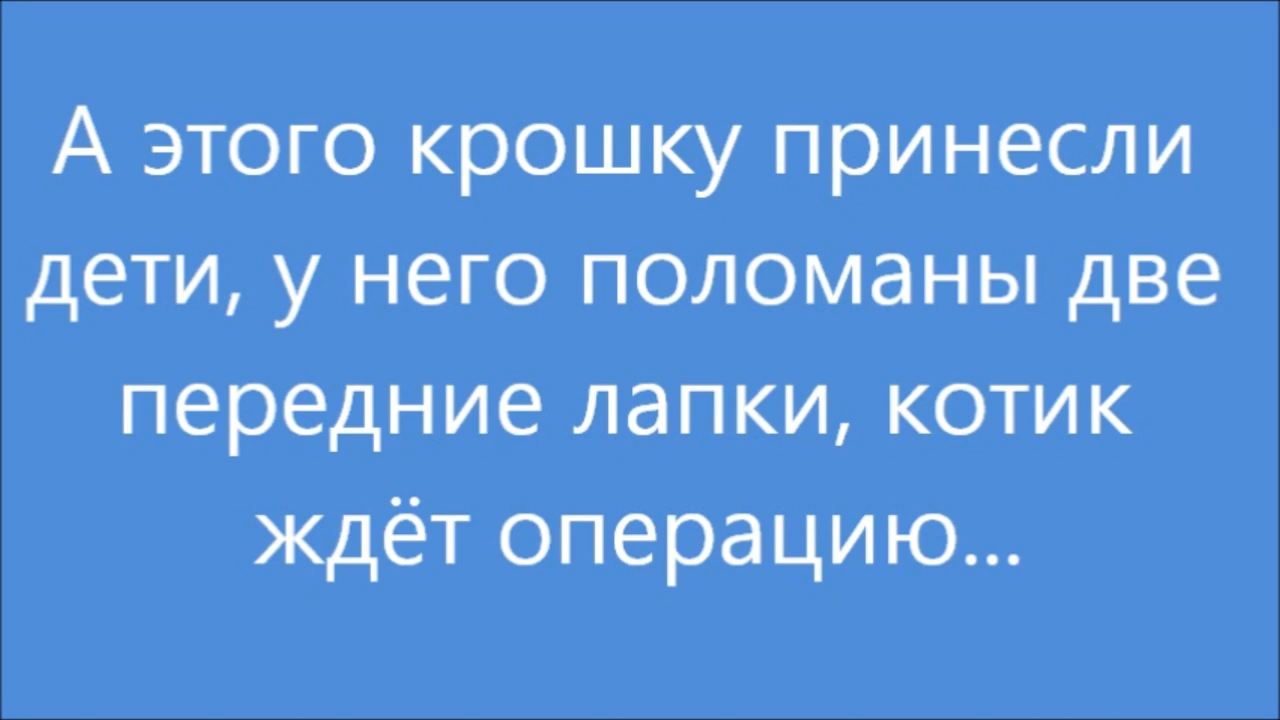 А этого крошку принесли
дети, у него поломаны две
передние лапки, котик
ждёт операцию...